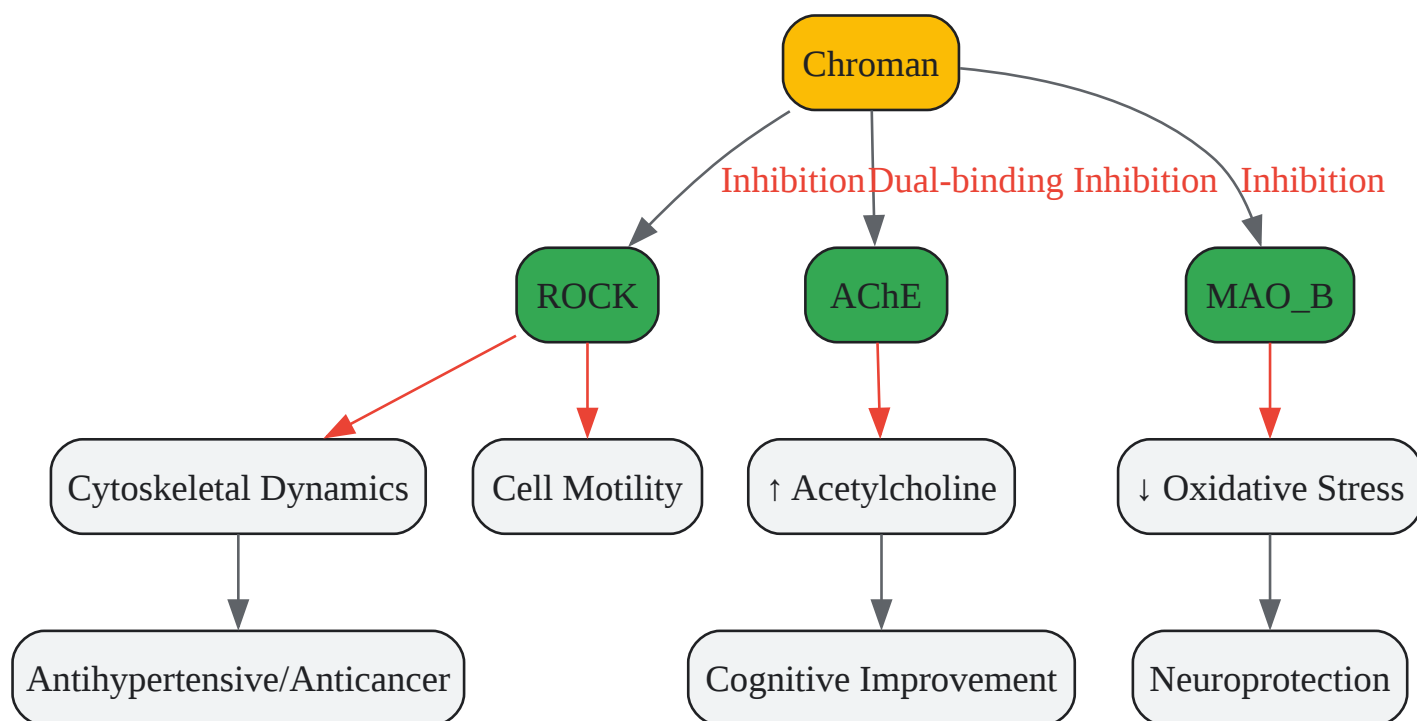 Chroman
Inhibition
Dual-binding Inhibition
Inhibition
ROCK
AChE
MAO_B
Cytoskeletal Dynamics
Cell Motility
↑ Acetylcholine
↓ Oxidative Stress
Antihypertensive/Anticancer
Cognitive Improvement
Neuroprotection